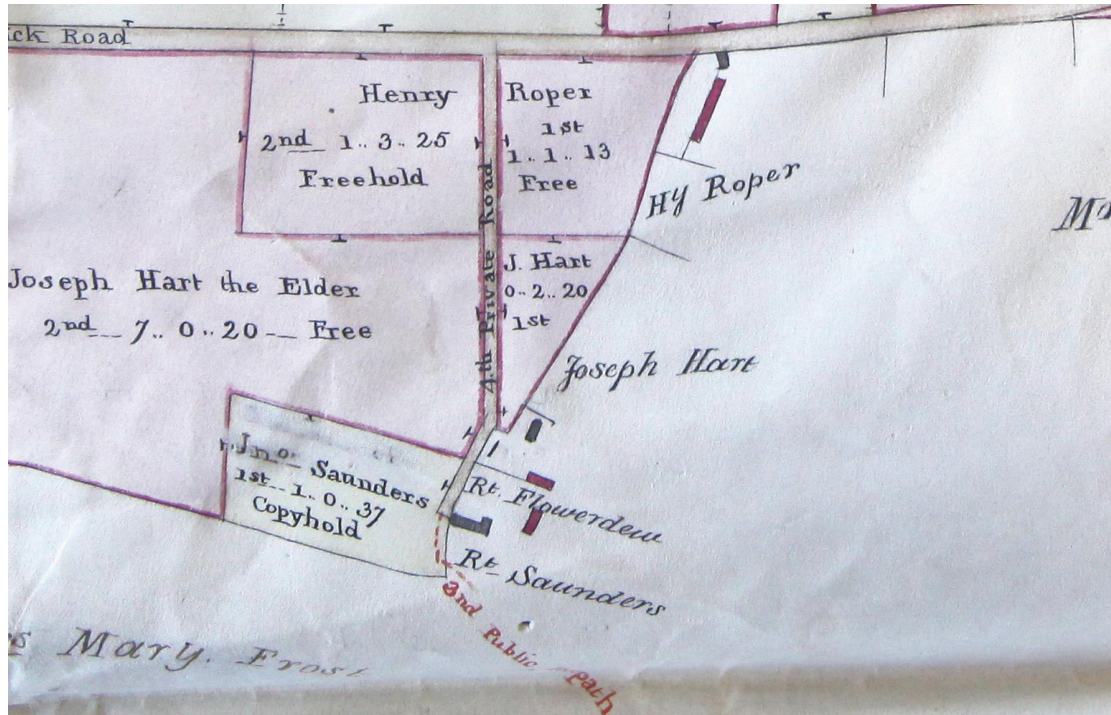 ck Road
Henry
2nd 1..3..25
Freehold
Roper
1st
1..1..13
Free
4th Private Road
Hy Roper
Joseph Hart the Elder
2nd 7..0..20 Free
J. Hart
0..2..20
1st
Joseph Hart
Jno. Saunders
1st 1..0..37
Copyhold
Rt. Flowerdew
Rt. Saunders
2nd Public Path
s Mary. Frost